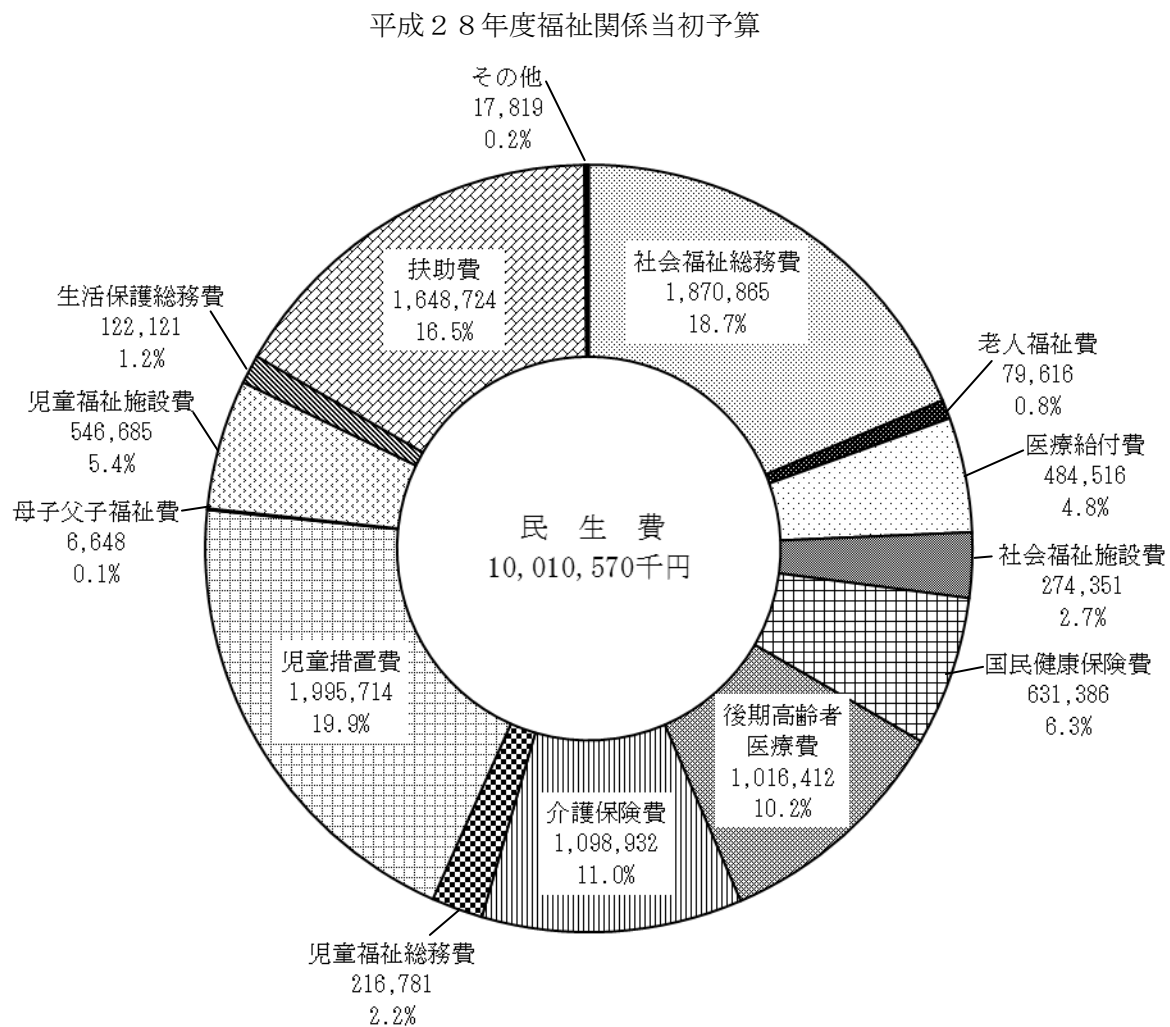 平成２８年度福祉関係当初予算
その他
17,819
0.2%
社会福祉総務費
1,870,865
18.7%
老人福祉費
79,616
0.8%
医療給付費
484,516
4.8%
社会福祉施設費
274,351
2.7%
国民健康保険費
631,386
6.3%
後期高齢者
医療費
1,016,412
10.2%
介護保険費
1,098,932
11.0%
児童福祉総務費
216,781
2.2%
児童措置費
1,995,714
19.9%
母子父子福祉費
6,648
0.1%
児童福祉施設費
546,685
5.4%
生活保護総務費
122,121
1.2%
扶助費
1,648,724
16.5%
民　生　費
10,010,570千円